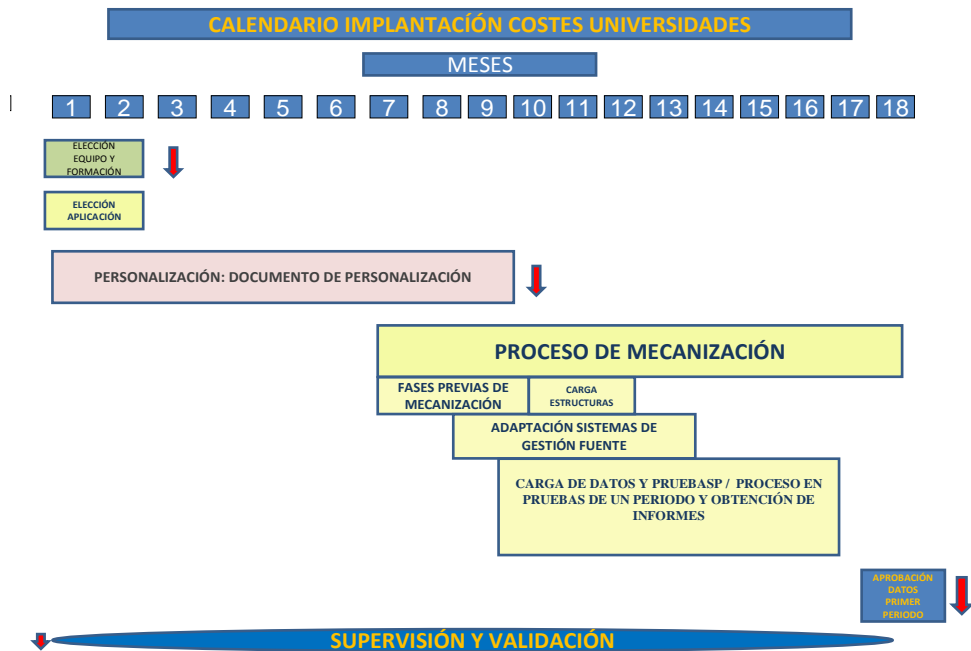 CALENDARIO IMPLANTACÍÓN COSTES UNIVERSIDADES
MESES
1 2 3 4 5 6 7 8 9 10 11 12 13 14 15 16 17 18
ELECCIÓN
EQUIPO Y
FORMACIÓN
ELECCIÓN
APLICACIÓN
PERSONALIZACIÓN: DOCUMENTO DE PERSONALIZACIÓN
PROCESO DE MECANIZACIÓN
FASES PREVIAS DE
MECANIZACIÓN
CARGA
ESTRUCTURAS
ADAPTACIÓN SISTEMAS DE
GESTIÓN FUENTE
CARGA DE DATOS Y PRUEBASP / PROCESO EN
PRUEBAS DE UN PERIODO Y OBTENCIÓN DE
INFORMES
APROBACIÓN
DATOS
PRIMER
PERIODO
SUPERVISIÓN Y VALIDACIÓN